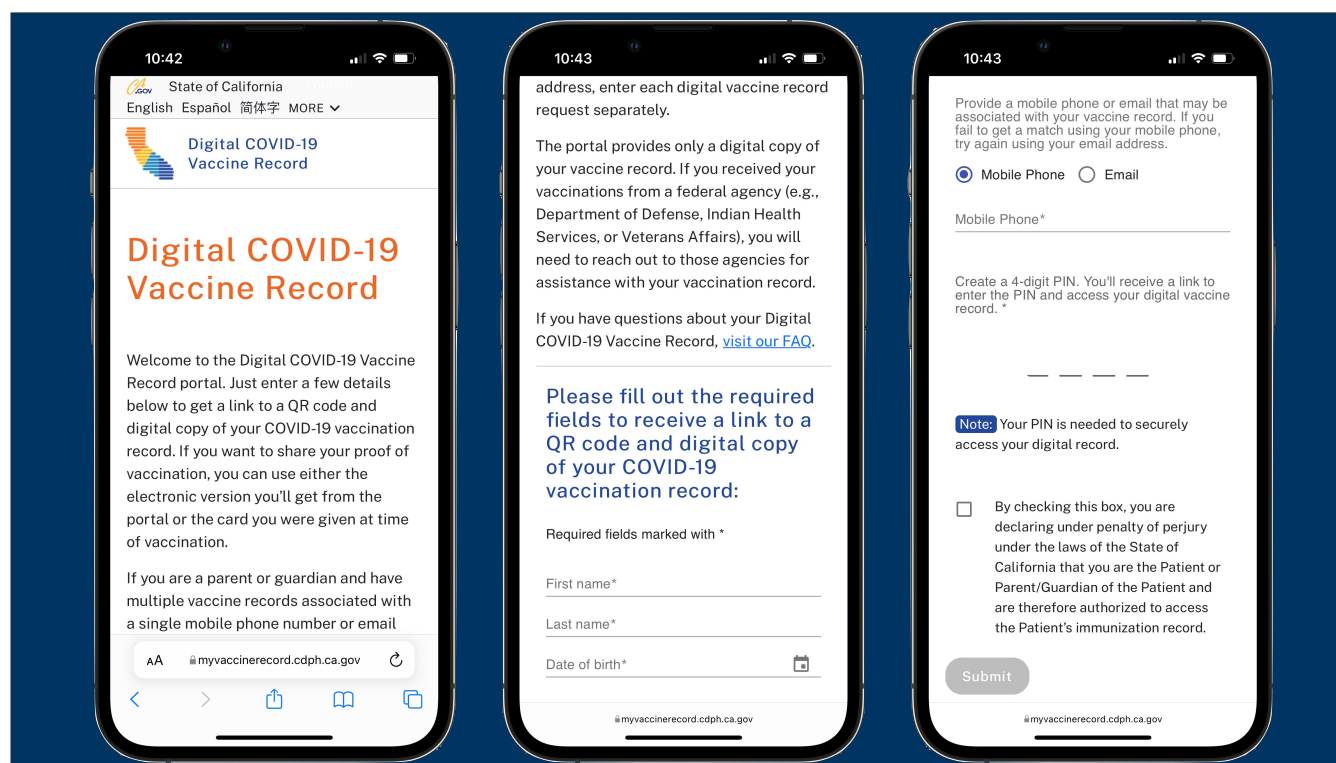 10:42
CA.GOV State of California
English Español 简体字 MORE
Digital COVID-19
Vaccine Record
Digital COVID-19
Vaccine Record
Welcome to the Digital COVID-19 Vaccine
Record portal. Just enter a few details
below to get a link to a QR code and
digital copy of your COVID-19 vaccination
record. If you want to share your proof of
vaccination, you can use either the
electronic version you'll get from the
portal or the card you were given at time
of vaccination.
If you are a parent or guardian and have
multiple vaccine records associated with
a single mobile phone number or email
AA myvaccinerecord.cdph.ca.gov
10:43
address, enter each digital vaccine record
request separately.
The portal provides only a digital copy of
your vaccine record. If you received your
vaccinations from a federal agency (e.g.,
Department of Defense, Indian Health
Services, or Veterans Affairs), you will
need to reach out to those agencies for
assistance with your vaccination record.
If you have questions about your Digital
COVID-19 Vaccine Record, visit our FAQ.
Please fill out the required
fields to receive a link to a
QR code and digital copy
of your COVID-19
vaccination record:
Required fields marked with *
First name*
Last name*
Date of birth*
myvaccinerecord.cdph.ca.gov
10:43
Provide a mobile phone or email that may be
associated with your vaccine record. If you
fail to get a match using your mobile phone,
try again using your email address.
Mobile Phone Email
Mobile Phone*
Create a 4-digit PIN. You'll receive a link to
enter the PIN and access your digital vaccine
record. *
Note: Your PIN is needed to securely
access your digital record.
By checking this box, you are
declaring under penalty of perjury
under the laws of the State of
California that you are the Patient or
Parent/Guardian of the Patient and
are therefore authorized to access
the Patient's immunization record.
Submit
myvaccinerecord.cdph.ca.gov